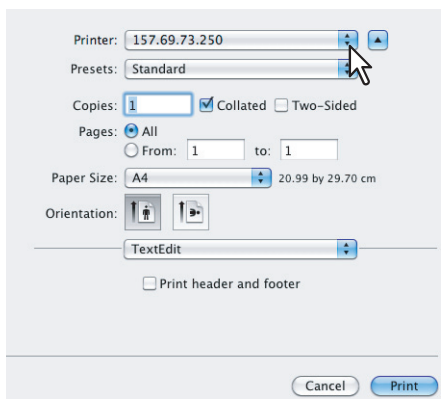 Printer: 157.69.73.250
Presets: Standard
Copies: 1 Collated Two-Sided
Pages: All
From: 1 to: 1
Paper Size: A4 20.99 by 29.70 cm
Orientation:
TextEdit
Print header and footer
Cancel Print